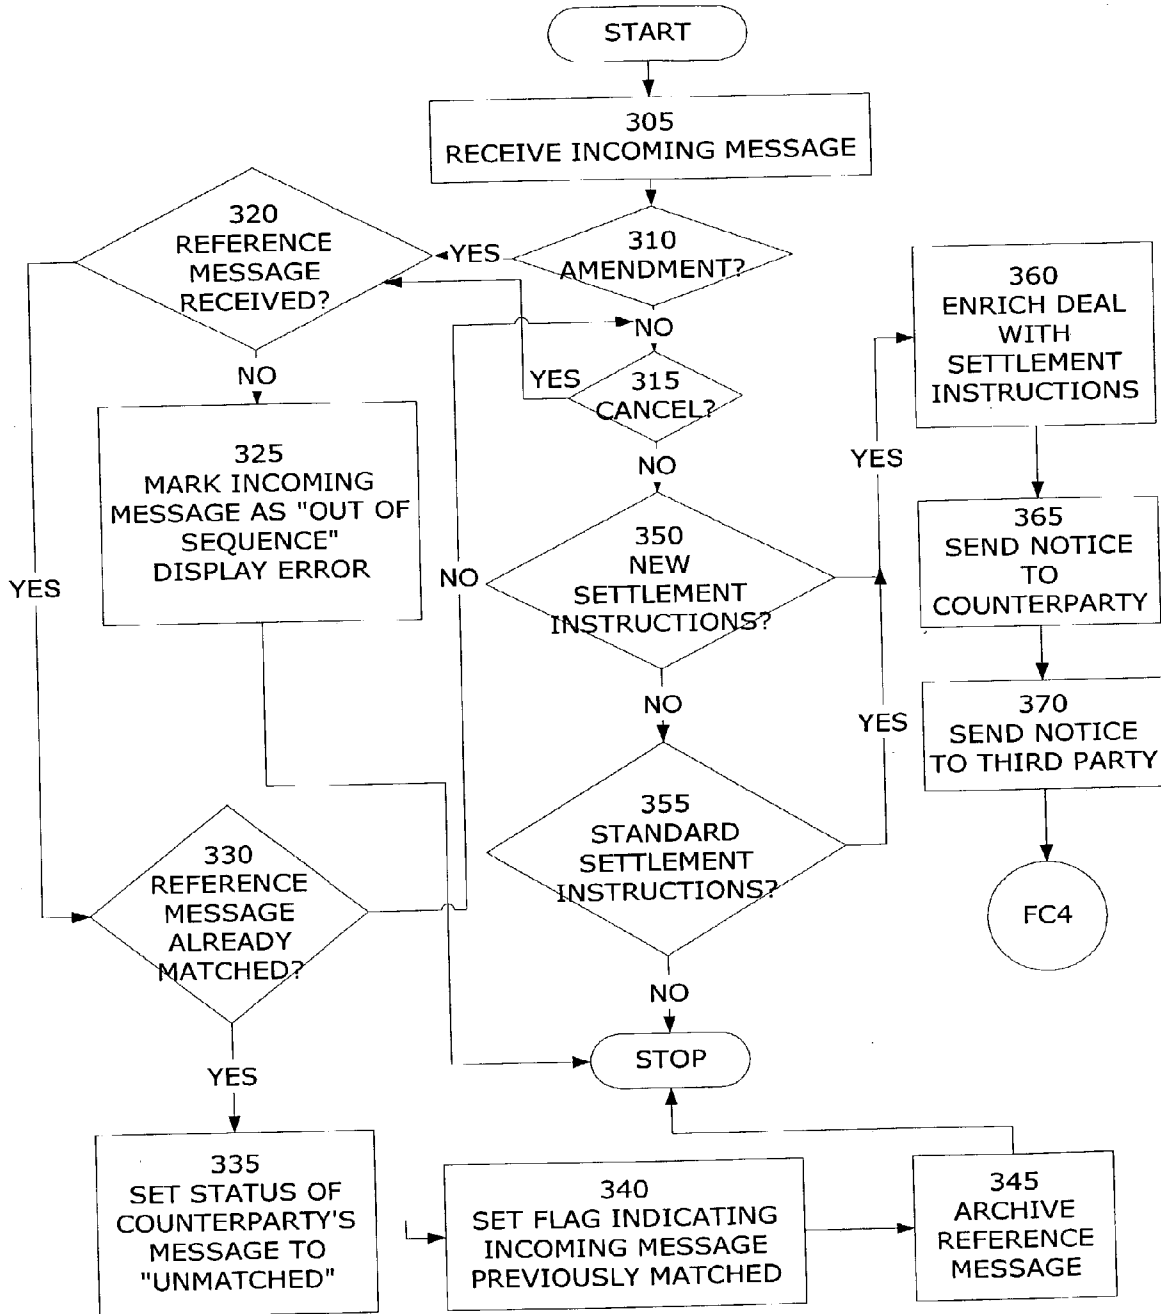 START
305
RECEIVE INCOMING MESSAGE
320
REFERENCE
MESSAGE
RECEIVED?
YES
310
AMENDMENT?
NO
NO
YES
315
CANCEL?
NO
325
MARK INCOMING
MESSAGE AS "OUT OF
SEQUENCE"
DISPLAY ERROR
YES
NO
350
NEW
SETTLEMENT
INSTRUCTIONS?
YES
360
ENRICH DEAL
WITH
SETTLEMENT
INSTRUCTIONS
365
SEND NOTICE
TO
COUNTERPARTY
NO
YES
370
SEND NOTICE
TO THIRD PARTY
355
STANDARD
SETTLEMENT
INSTRUCTIONS?
330
REFERENCE
MESSAGE
ALREADY
MATCHED?
FC4
NO
STOP
YES
335
SET STATUS OF
COUNTERPARTY'S
MESSAGE TO
"UNMATCHED"
340
SET FLAG INDICATING
INCOMING MESSAGE
PREVIOUSLY MATCHED
345
ARCHIVE
REFERENCE
MESSAGE